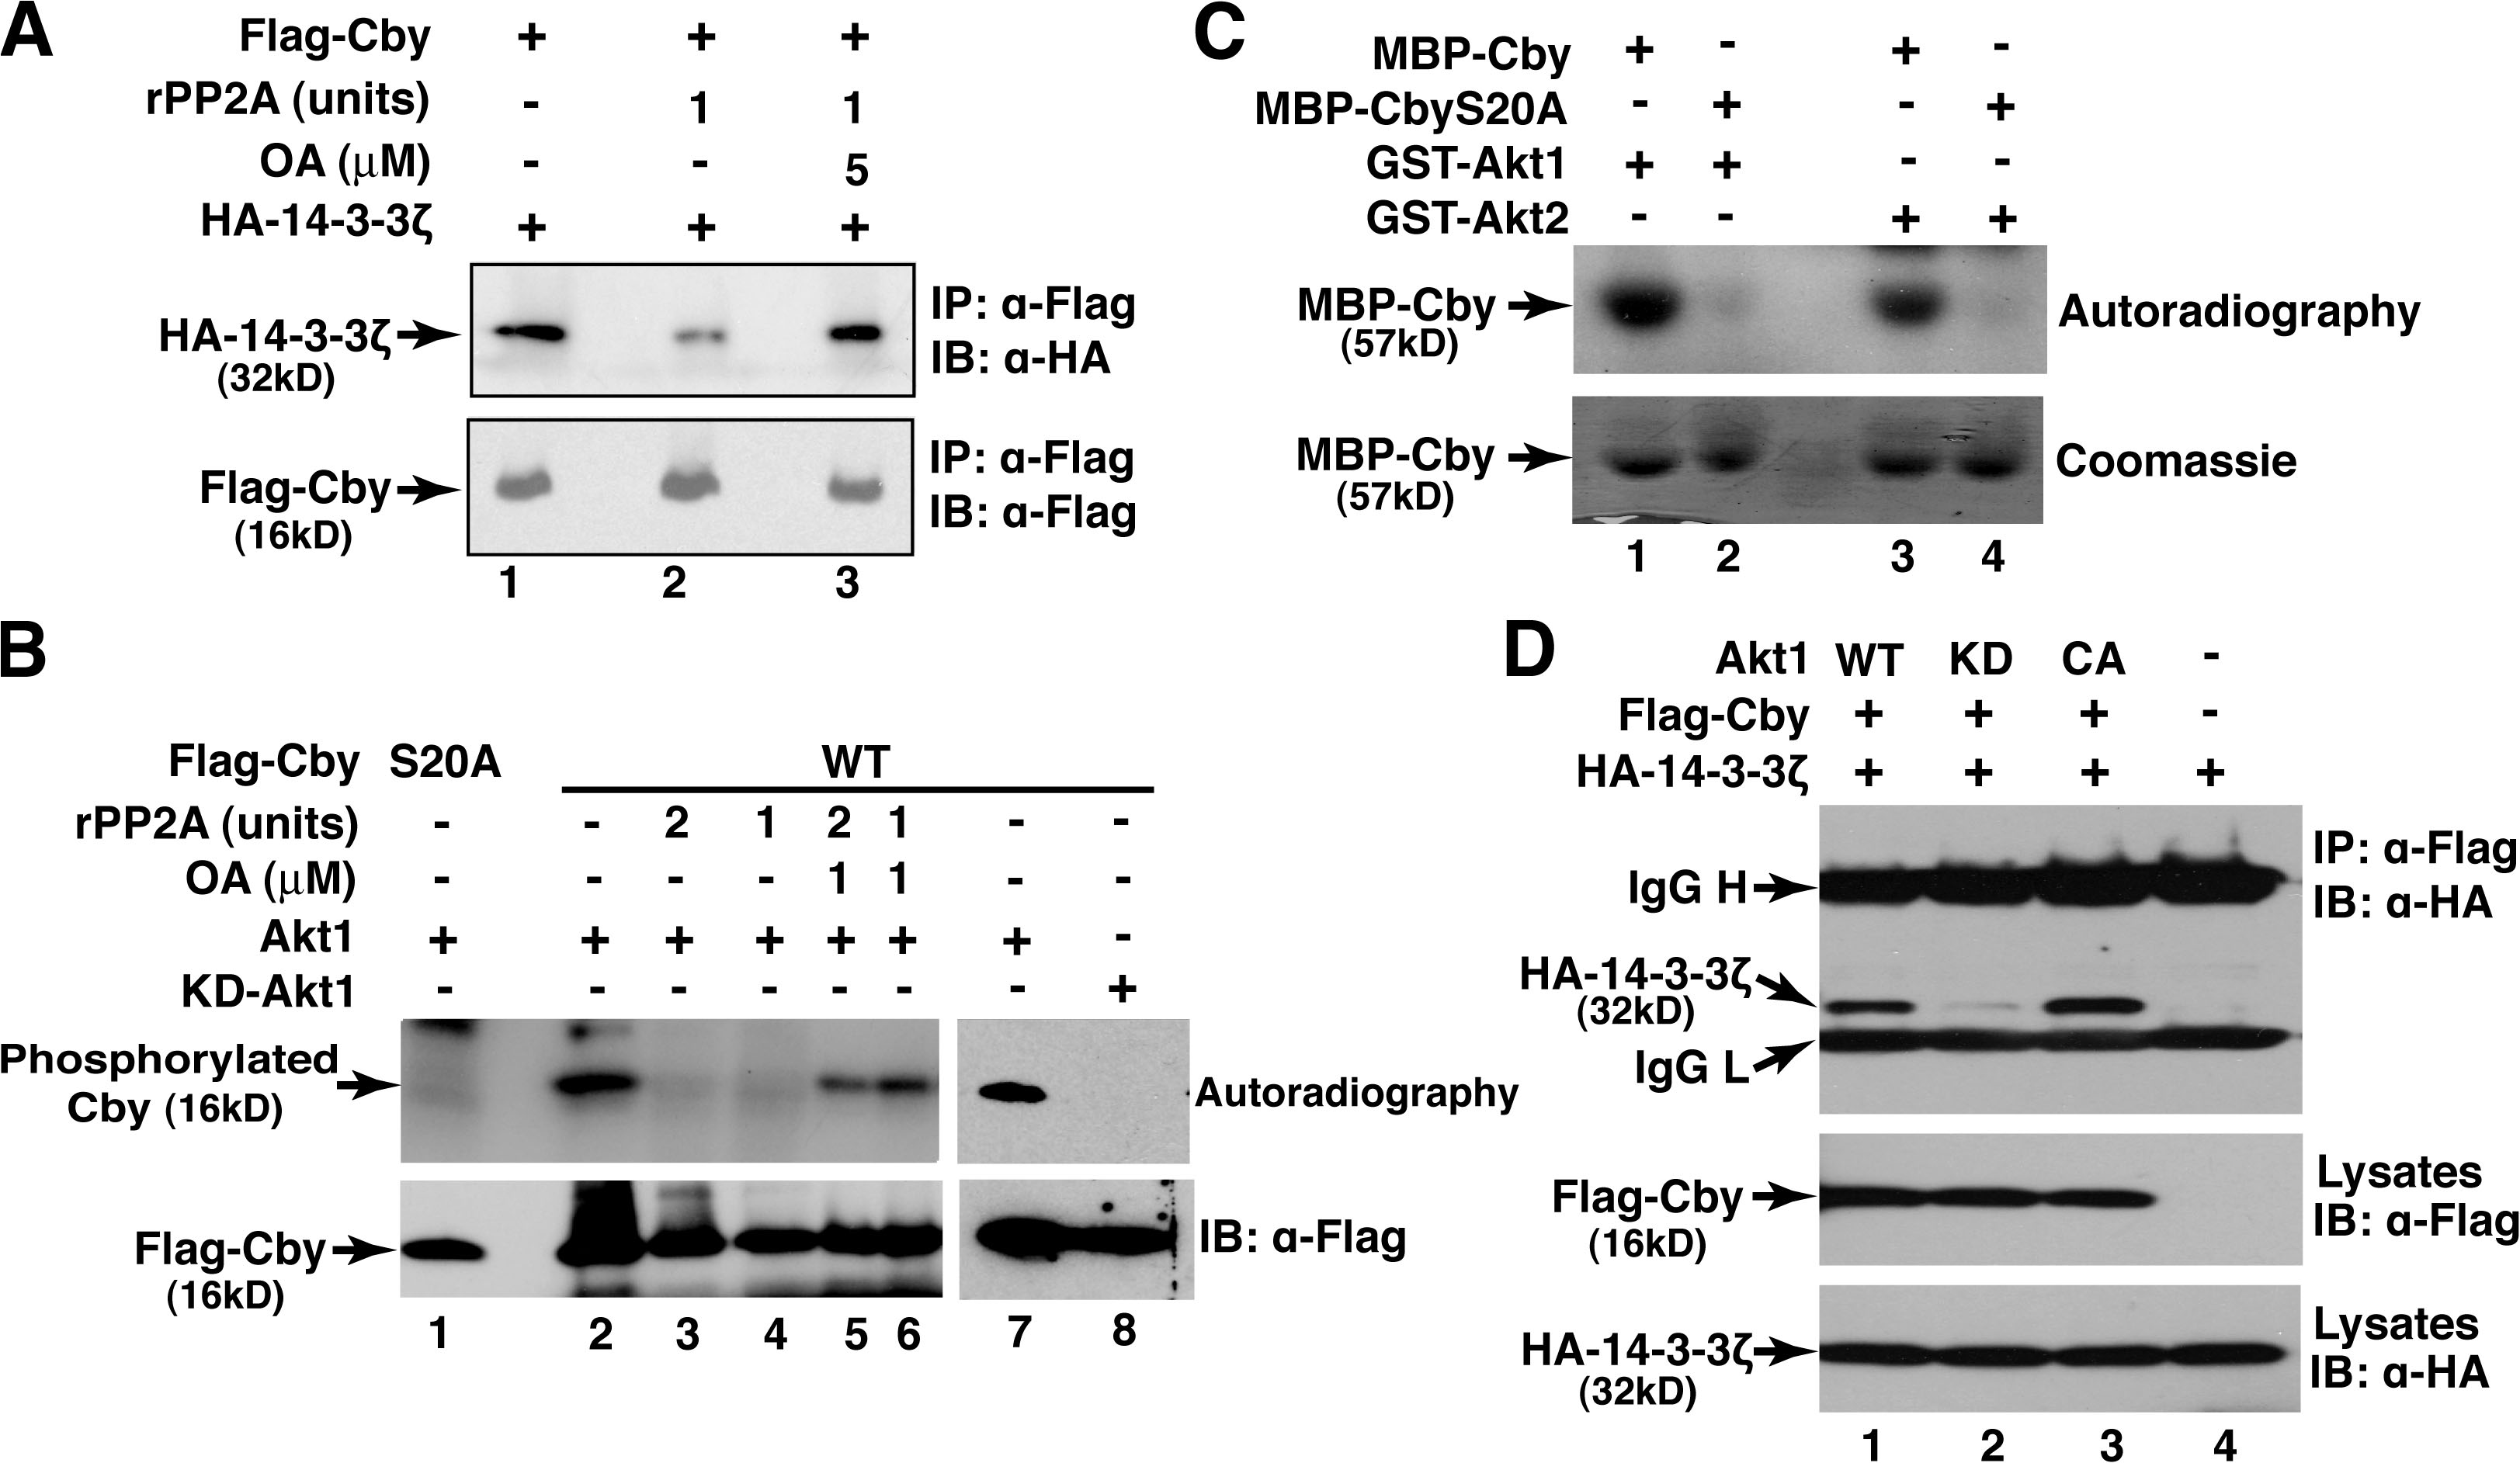 A
Flag-Cby + + +
rPP2A (units) - 1 1
OA (μM) - - 5
HA-14-3-3ζ + + +
HA-14-3-3ζ
(32kD)
IP: α-Flag
IB: α-HA
Flag-Cby
(16kD)
IP: α-Flag
IB: α-Flag
1 2 3
B
Flag-Cby S20A WT
rPP2A (units) - - 2 1 2 1 - -
OA (μM) - - - - 1 1 - -
Akt1 + + + + + + + -
KD-Akt1 - - - - - - - +
Phosphorylated
Cby (16kD)
Autoradiography
Flag-Cby
(16kD)
IB: α-Flag
1 2 3 4 5 6 7 8
C
MBP-Cby + - + -
MBP-CbyS20A - + - +
GST-Akt1 + + - -
GST-Akt2 - - + +
MBP-Cby
(57kD)
Autoradiography
MBP-Cby
(57kD)
Coomassie
1 2 3 4
D
Akt1 WT KD CA -
Flag-Cby + + + -
HA-14-3-3ζ + + + +
IgG H
IP: α-Flag
IB: α-HA
HA-14-3-3ζ
(32kD)
IgG L
Flag-Cby
(16kD)
Lysates
IB: α-Flag
HA-14-3-3ζ
(32kD)
Lysates
IB: α-HA
1 2 3 4